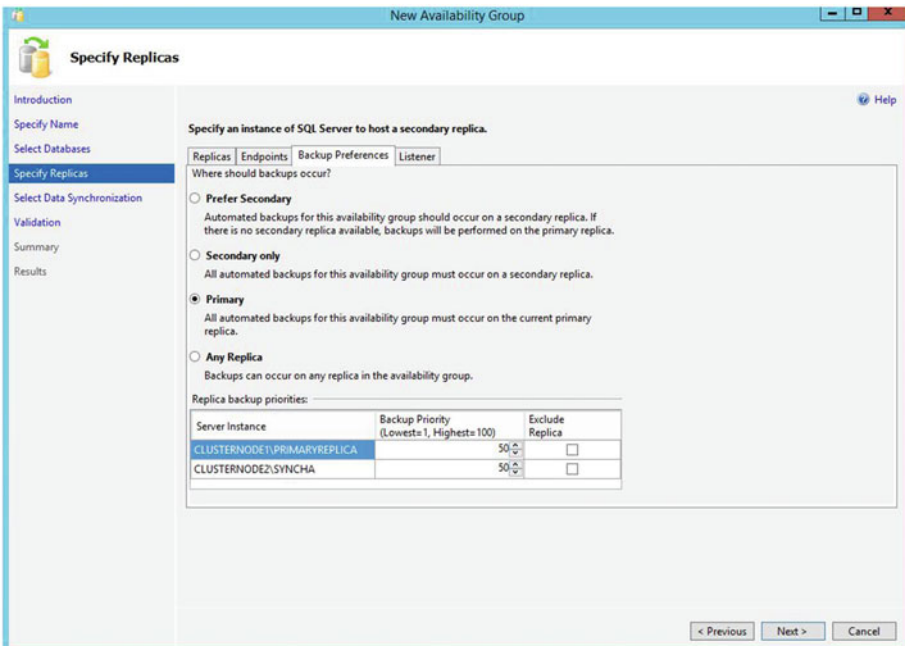 New Availability Group
Specify Replicas
Introduction
Specify Name
Select Databases
Specify Replicas
Select Data Synchronization
Validation
Summary
Results
Help
Specify an instance of SQL Server to host a secondary replica.
Replicas Endpoints Backup Preferences Listener
Where should backups occur?
Prefer Secondary
Automated backups for this availability group should occur on a secondary replica. If
there is no secondary replica available, backups will be performed on the primary replica.
Secondary only
All automated backups for this availability group must occur on a secondary replica.
Primary
All automated backups for this availability group must occur on the current primary
replica.
Any Replica
Backups can occur on any replica in the availability group.
Replica backup priorities:
Server Instance
Backup Priority
(Lowest=1, Highest=100)
Exclude
Replica
CLUSTERNODE1\PRIMARYREPLICA 50
CLUSTERNODE2\SYNCHA 50
< Previous Next > Cancel